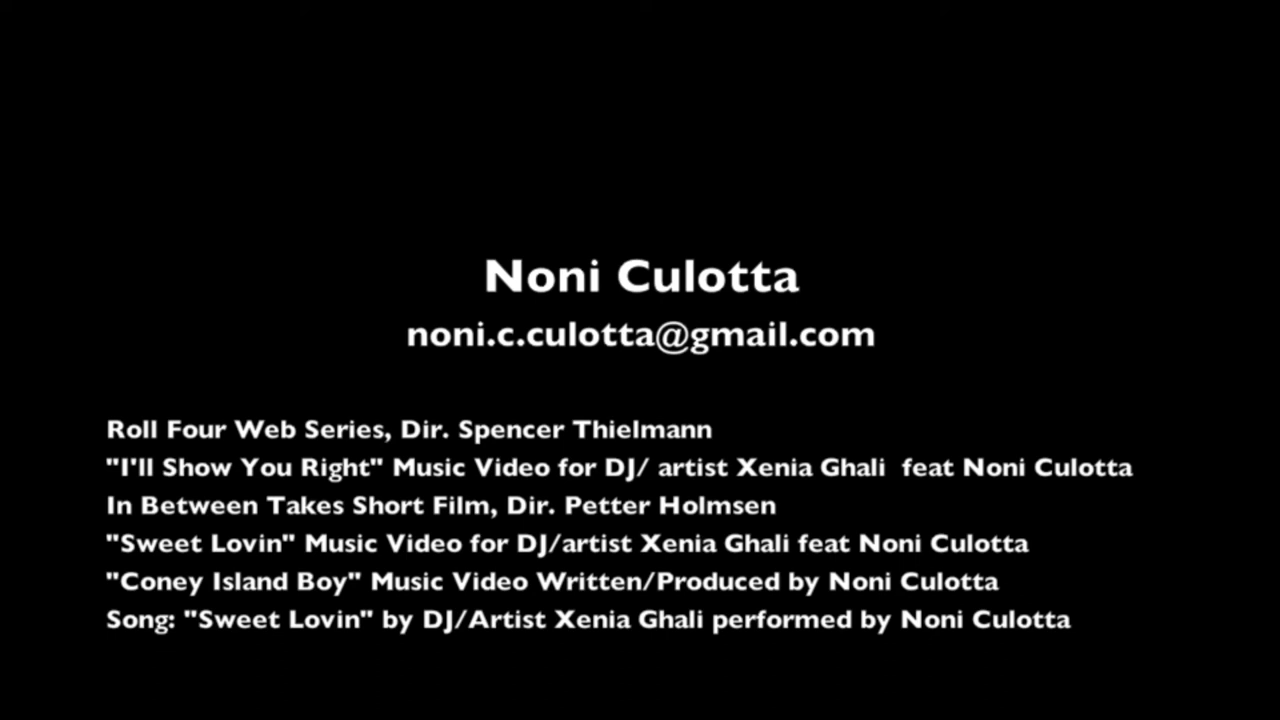 Noni Culotta
noni.c.culotta@gmail.com
Roll Four Web Series, Dir. Spencer Thielmann
"I'll Show You Right" Music Video for DJ/ artist Xenia Ghali  feat Noni Culotta
In Between Takes Short Film, Dir. Petter Holmsen
"Sweet Lovin" Music Video for DJ/artist Xenia Ghali feat Noni Culotta
"Coney Island Boy" Music Video Written/Produced by Noni Culotta
Song: "Sweet Lovin" by DJ/Artist Xenia Ghali performed by Noni Culotta